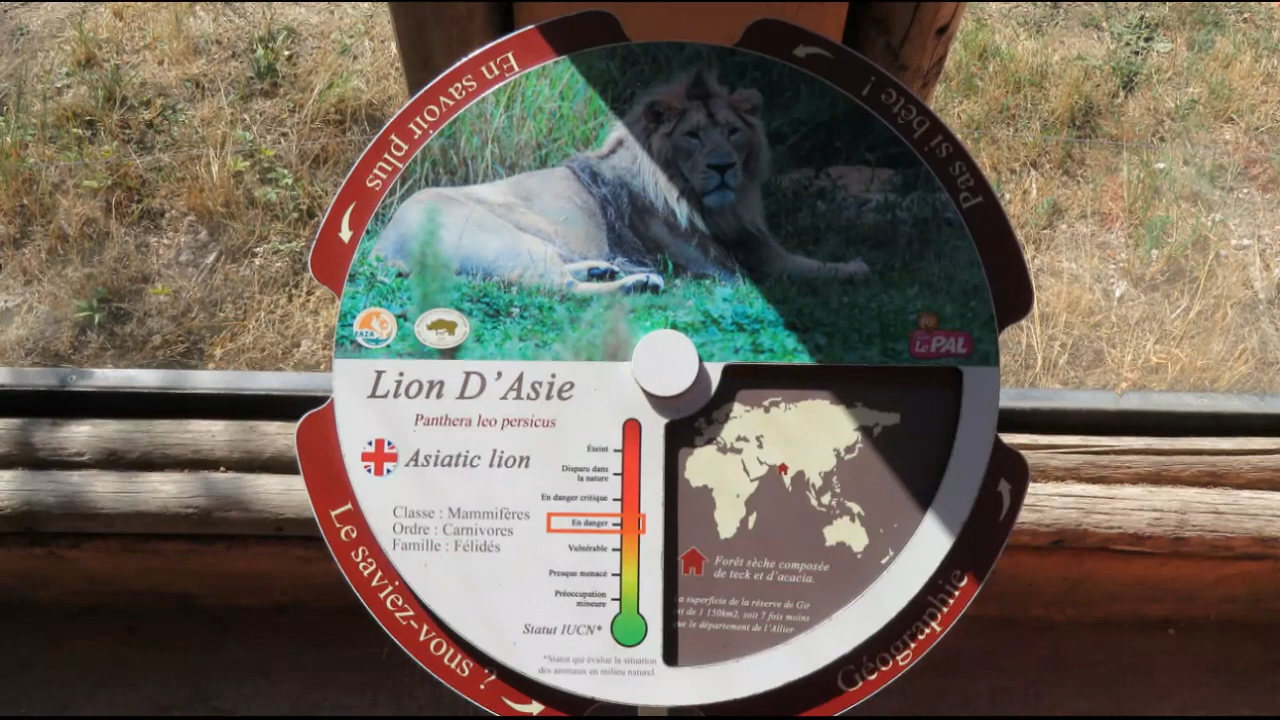 En savoir plus
Pas si bête !
EAZA
Le PAL
Lion D'Asie
Panthera leo persicus
Asiatic lion
Classe : Mammifères
Ordre : Carnivores
Famille : Félidés
Éteint
Disparu dans
la nature
En danger critique
En danger
Vulnérable
Presque menacé
Préoccupation
mineure
Statut IUCN*
*Statut qui évalue la situation
des animaux en milieu naturel.
Forêt sèche composée
de teck et d'acacia.
a superficie de la réserve de Gir
st de 1 150km2, soit 7 fois moins
ue le département de l'Allier
Le saviez-vous ?
Géographie